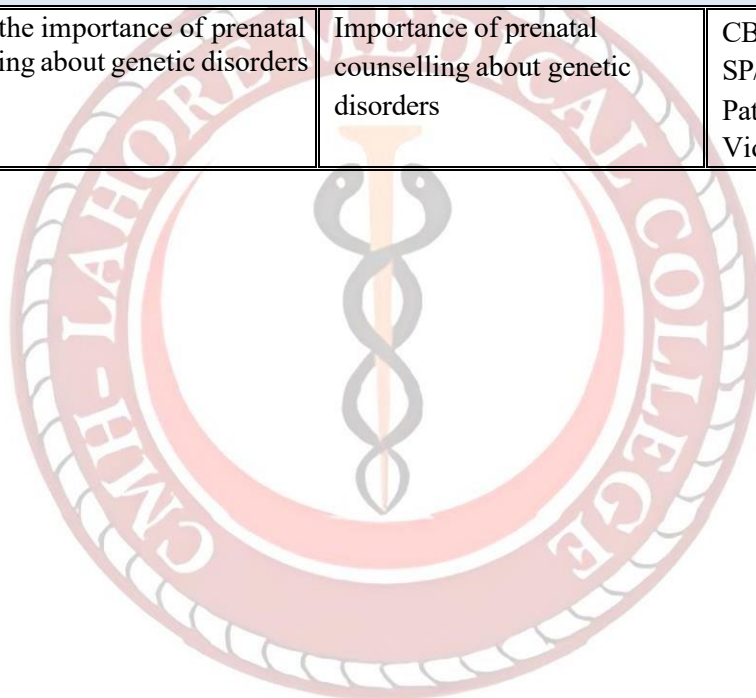 the importance of prenatal
ing about genetic disorders
Importance of prenatal
counselling about genetic
disorders
CB
SP/
Pat
Vic
CMH - LAHORE MEDICAL COLLEGE